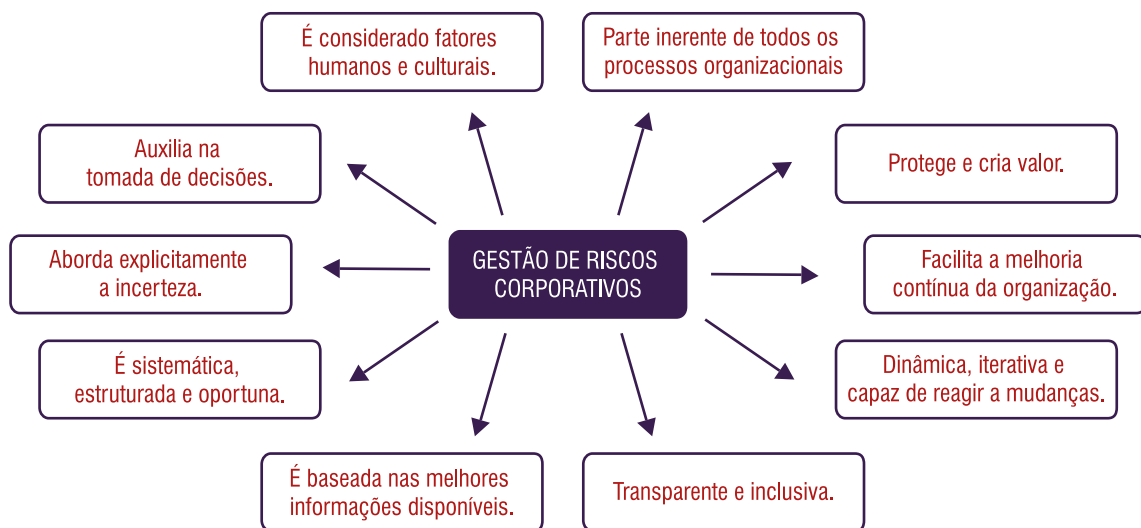 É considerado fatores
humanos e culturais.
Parte inerente de todos os
processos organizacionais
Auxilia na
tomada de decisões.
Protege e cria valor.
Aborda explicitamente
a incerteza.
GESTÃO DE RISCOS
CORPORATIVOS
Facilita a melhoria
contínua da organização.
É sistemática,
estruturada e oportuna.
Dinâmica, iterativa e
capaz de reagir a mudanças.
É baseada nas melhores
informações disponíveis.
Transparente e inclusiva.